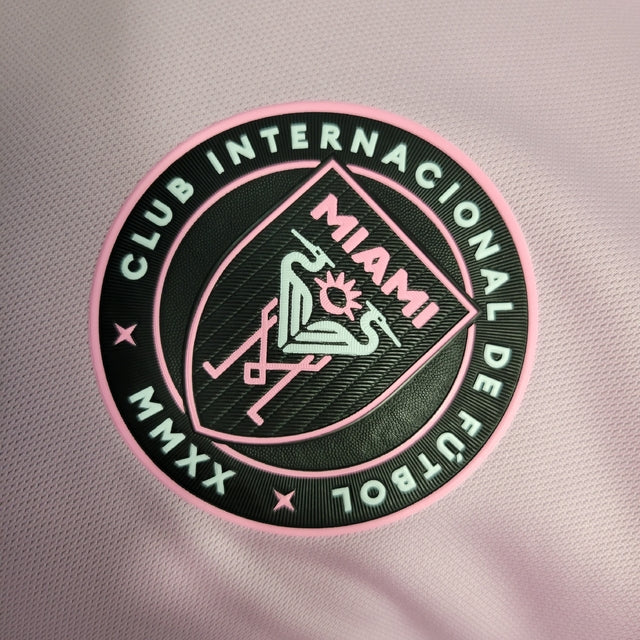 CLUB INTERNACIONAL DE FÚTBOL
MIAMI
MMXX